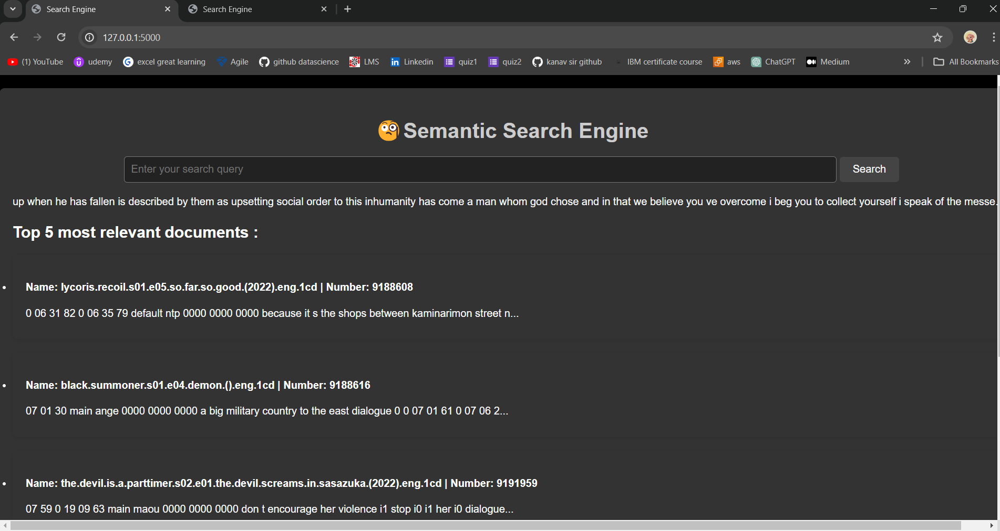 Search Engine
Search Engine
127.0.0.1:5000
(1) YouTube udemy excel great learning Agile github datascience LMS Linkedin quiz1 quiz2 kanav sir github IBM certificate course aws ChatGPT Medium » All Bookmarks
Semantic Search Engine
Enter your search query
Search
up when he has fallen is described by them as upsetting social order to this inhumanity has come a man whom god chose and in that we believe you ve overcome i beg you to collect yourself i speak of the messe.
Top 5 most relevant documents :
Name: lycoris.recoil.s01.e05.so.far.so.good.(2022).eng.1cd | Number: 9188608
0 06 31 82 0 06 35 79 default ntp 0000 0000 0000 because it s the shops between kaminarimon street n...
Name: black.summoner.s01.e04.demon.().eng.1cd | Number: 9188616
07 01 30 main ange 0000 0000 0000 a big military country to the east dialogue 0 0 07 01 61 0 07 06 2...
Name: the.devil.is.a.parttimer.s02.e01.the.devil.screams.in.sasazuka.(2022).eng.1cd | Number: 9191959
07 59 0 19 09 63 main maou 0000 0000 0000 don t encourage her violence i1 stop i0 i1 her i0 dialogue...